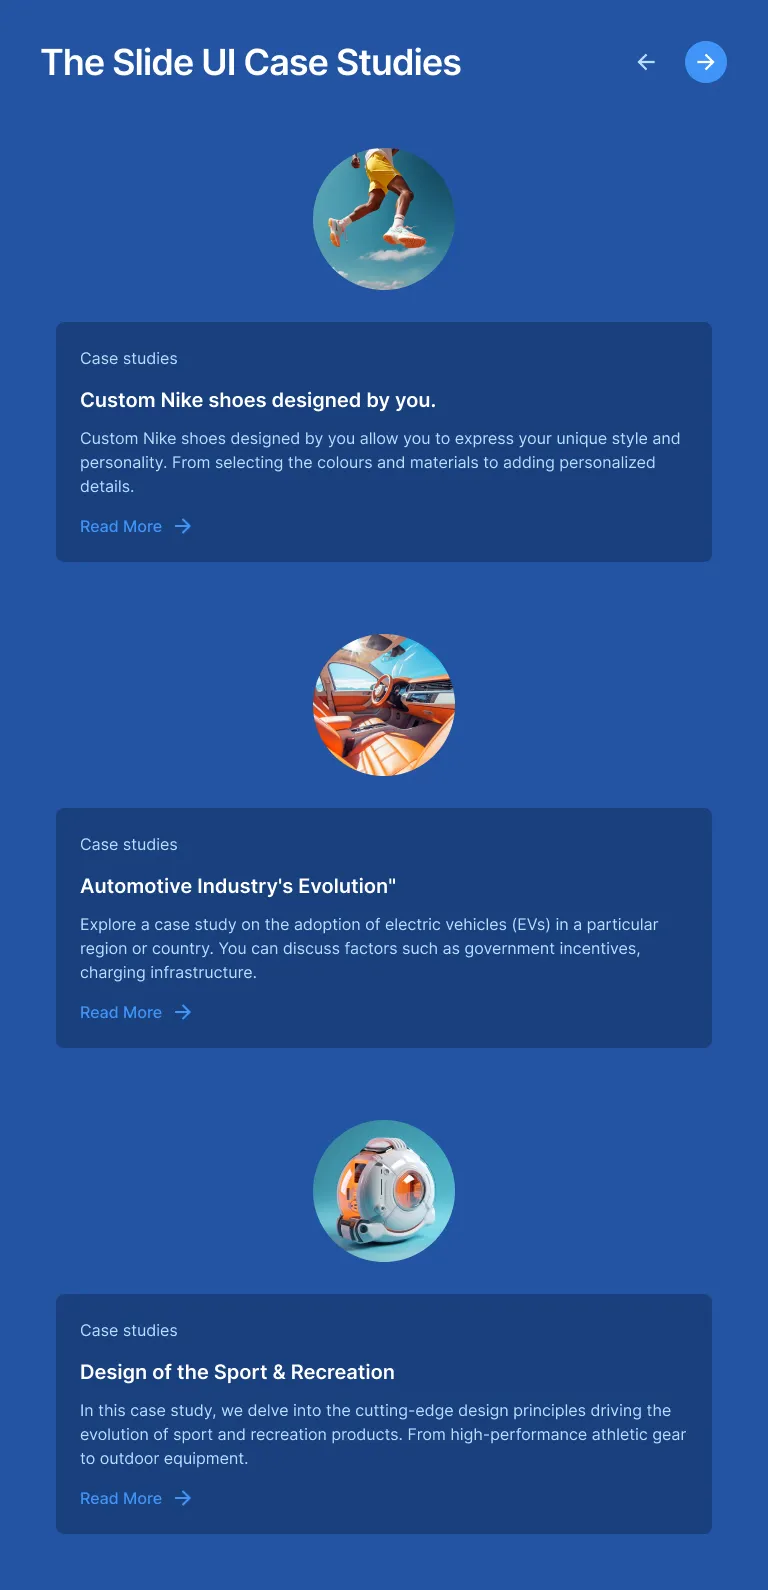 The Slide UI Case Studies
Case studies
Custom Nike shoes designed by you.
Custom Nike shoes designed by you allow you to express your unique style and
personality. From selecting the colours and materials to adding personalized
details.
Read More
Case studies
Automotive Industry's Evolution"
Explore a case study on the adoption of electric vehicles (EVs) in a particular
region or country. You can discuss factors such as government incentives,
charging infrastructure.
Read More
Case studies
Design of the Sport & Recreation
In this case study, we delve into the cutting-edge design principles driving the
evolution of sport and recreation products. From high-performance athletic gear
to outdoor equipment.
Read More